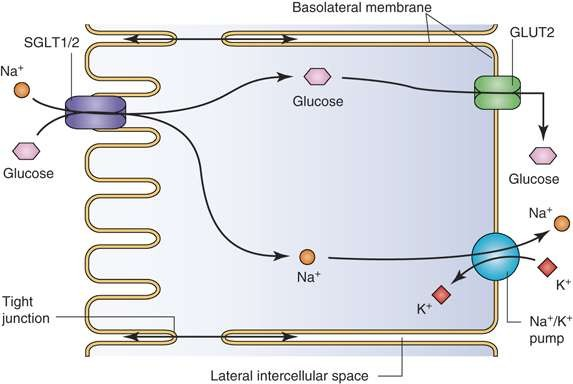 Basolateral membrane
SGLT1/2
GLUT2
Na⁺
Glucose
Glucose
Glucose
Na⁺
Na⁺
K⁺
K⁺
Tight
junction
Na⁺/K⁺
pump
Lateral intercellular space